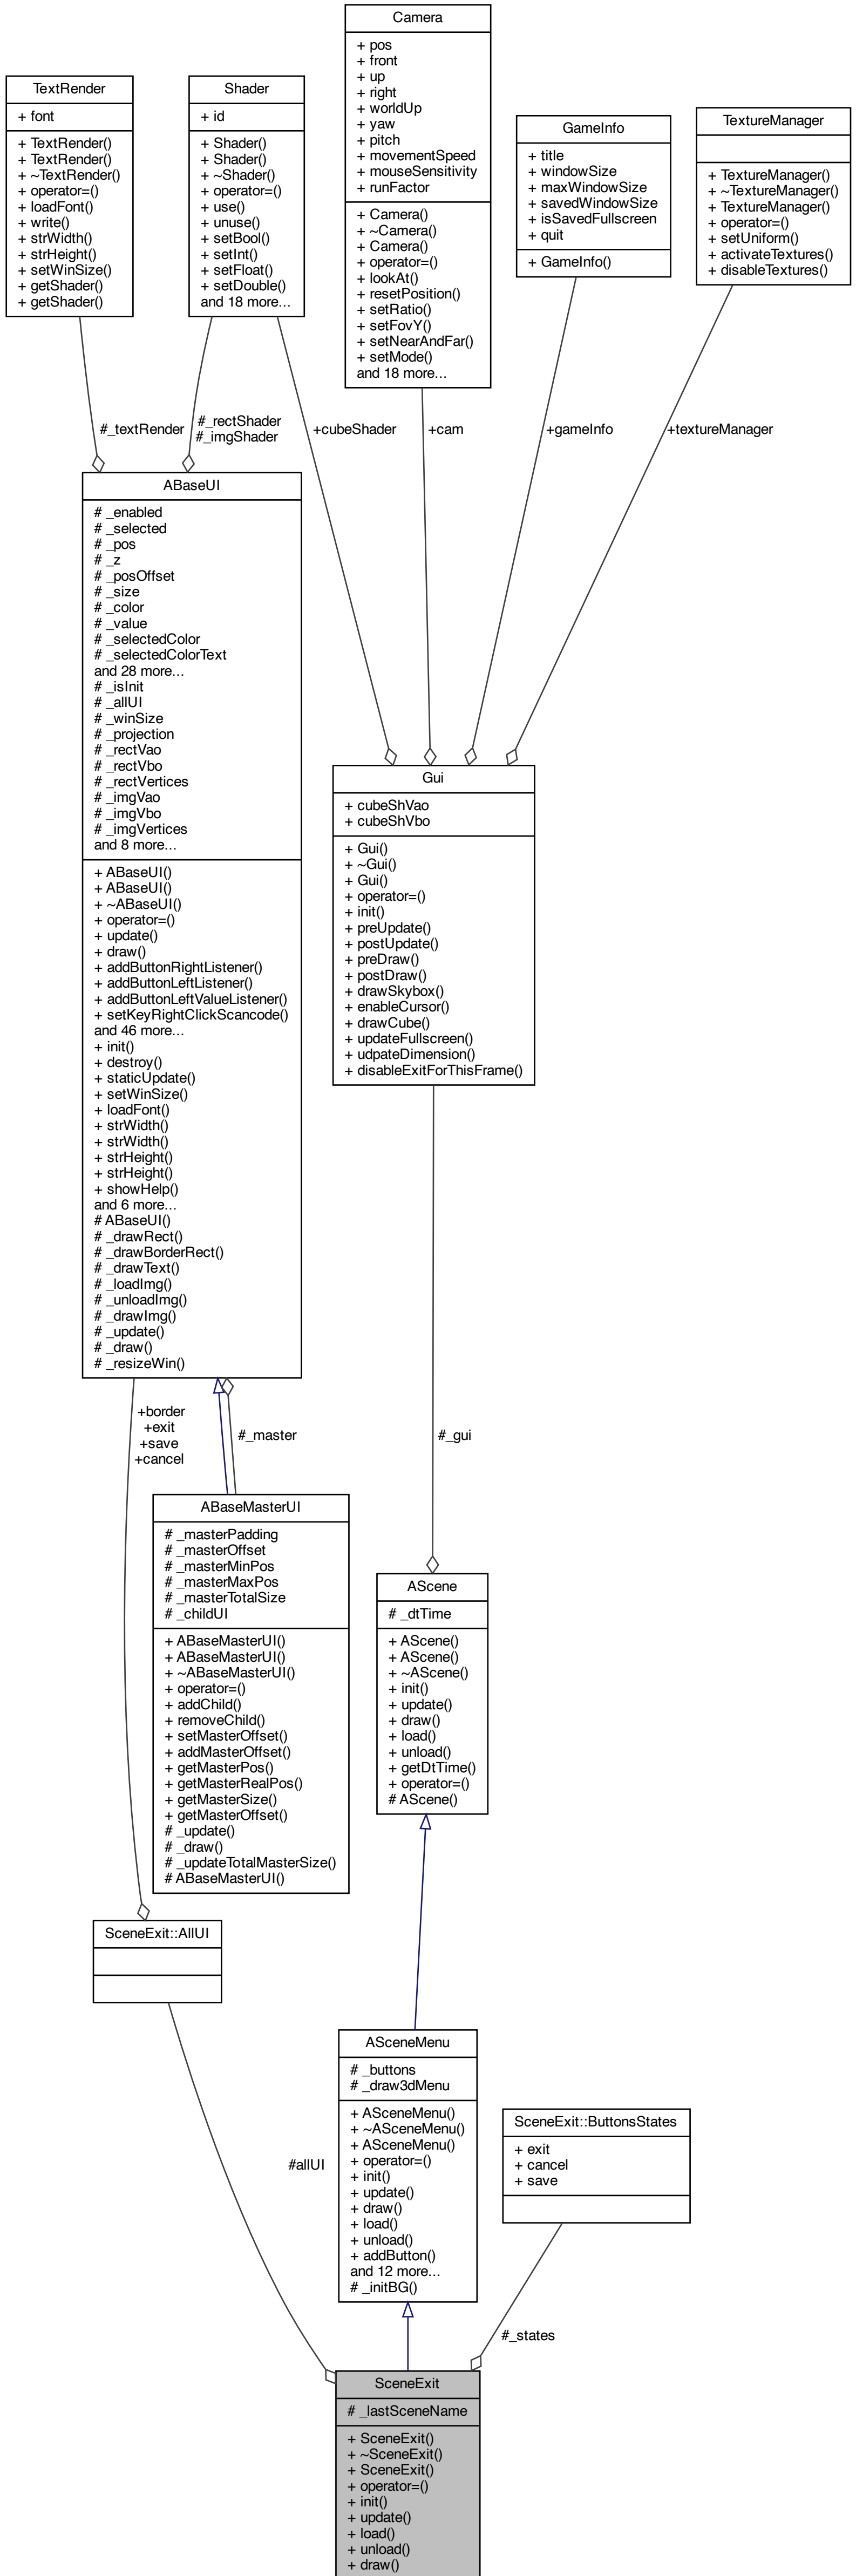 Camera
+ pos
+ front
+ up
+ right
+ worldUp
+ yaw
+ pitch
+ movementSpeed
+ mouseSensitivity
+ runFactor
+ Camera()
+ ~Camera()
+ Camera()
+ operator=()
+ lookAt()
+ resetPosition()
+ setRatio()
+ setFovY()
+ setNearAndFar()
+ setMode()
and 18 more...
TextRender
+ font
+ TextRender()
+ TextRender()
+ ~TextRender()
+ operator=()
+ loadFont()
+ write()
+ strWidth()
+ strHeight()
+ setWinSize()
+ getShader()
+ getShader()
Shader
+ id
+ Shader()
+ Shader()
+ ~Shader()
+ operator=()
+ use()
+ unuse()
+ setBool()
+ setInt()
+ setFloat()
+ setDouble()
and 18 more...
GameInfo
+ title
+ windowSize
+ maxWindowSize
+ savedWindowSize
+ isSavedFullscreen
+ quit
+ GameInfo()
TextureManager
+ TextureManager()
+ ~TextureManager()
+ TextureManager()
+ operator=()
+ setUniform()
+ activateTextures()
+ disableTextures()
#_textRender
#_rectShader
#_imgShader
+cubeShader
+cam
+gameInfo
+textureManager
ABaseUI
# _enabled
# _selected
# _pos
# _z
# _posOffset
# _size
# _color
# _value
# _selectedColor
# _selectedColorText
and 28 more...
# _isInit
# _allUI
# _winSize
# _projection
# _rectVao
# _rectVbo
# _rectVertices
# _imgVao
# _imgVbo
# _imgVertices
and 8 more...
+ ABaseUI()
+ ABaseUI()
+ ~ABaseUI()
+ operator=()
+ update()
+ draw()
+ addButtonRightListener()
+ addButtonLeftListener()
+ addButtonLeftValueListener()
+ setKeyRightClickScancode()
and 46 more...
+ init()
+ destroy()
+ staticUpdate()
+ setWinSize()
+ loadFont()
+ strWidth()
+ strWidth()
+ strHeight()
+ strHeight()
+ showHelp()
and 6 more...
# ABaseUI()
# _drawRect()
# _drawBorderRect()
# _drawText()
# _loadImg()
# _unloadImg()
# _drawImg()
# _update()
# _draw()
# _resizeWin()
Gui
+ cubeShVao
+ cubeShVbo
+ Gui()
+ ~Gui()
+ Gui()
+ operator=()
+ init()
+ preUpdate()
+ postUpdate()
+ preDraw()
+ postDraw()
+ drawSkybox()
+ enableCursor()
+ drawCube()
+ updateFullscreen()
+ udpateDimension()
+ disableExitForThisFrame()
+border
+exit
+save
+cancel
#_master
#_gui
ABaseMasterUI
# _masterPadding
# _masterOffset
# _masterMinPos
# _masterMaxPos
# _masterTotalSize
# _childUI
+ ABaseMasterUI()
+ ABaseMasterUI()
+ ~ABaseMasterUI()
+ operator=()
+ addChild()
+ removeChild()
+ setMasterOffset()
+ addMasterOffset()
+ getMasterPos()
+ getMasterRealPos()
+ getMasterSize()
+ getMasterOffset()
# _update()
# _draw()
# _updateTotalMasterSize()
# ABaseMasterUI()
AScene
# _dtTime
+ AScene()
+ AScene()
+ ~AScene()
+ init()
+ update()
+ draw()
+ load()
+ unload()
+ getDtTime()
+ operator=()
# AScene()
SceneExit::AllUI
ASceneMenu
# _buttons
# _draw3dMenu
+ ASceneMenu()
+ ~ASceneMenu()
+ ASceneMenu()
+ operator=()
+ init()
+ update()
+ draw()
+ load()
+ unload()
+ addButton()
and 12 more...
# _initBG()
SceneExit::ButtonsStates
+ exit
+ cancel
+ save
#allUI
#_states
SceneExit
# _lastSceneName
+ SceneExit()
+ ~SceneExit()
+ SceneExit()
+ operator=()
+ init()
+ update()
+ load()
+ unload()
+ draw()